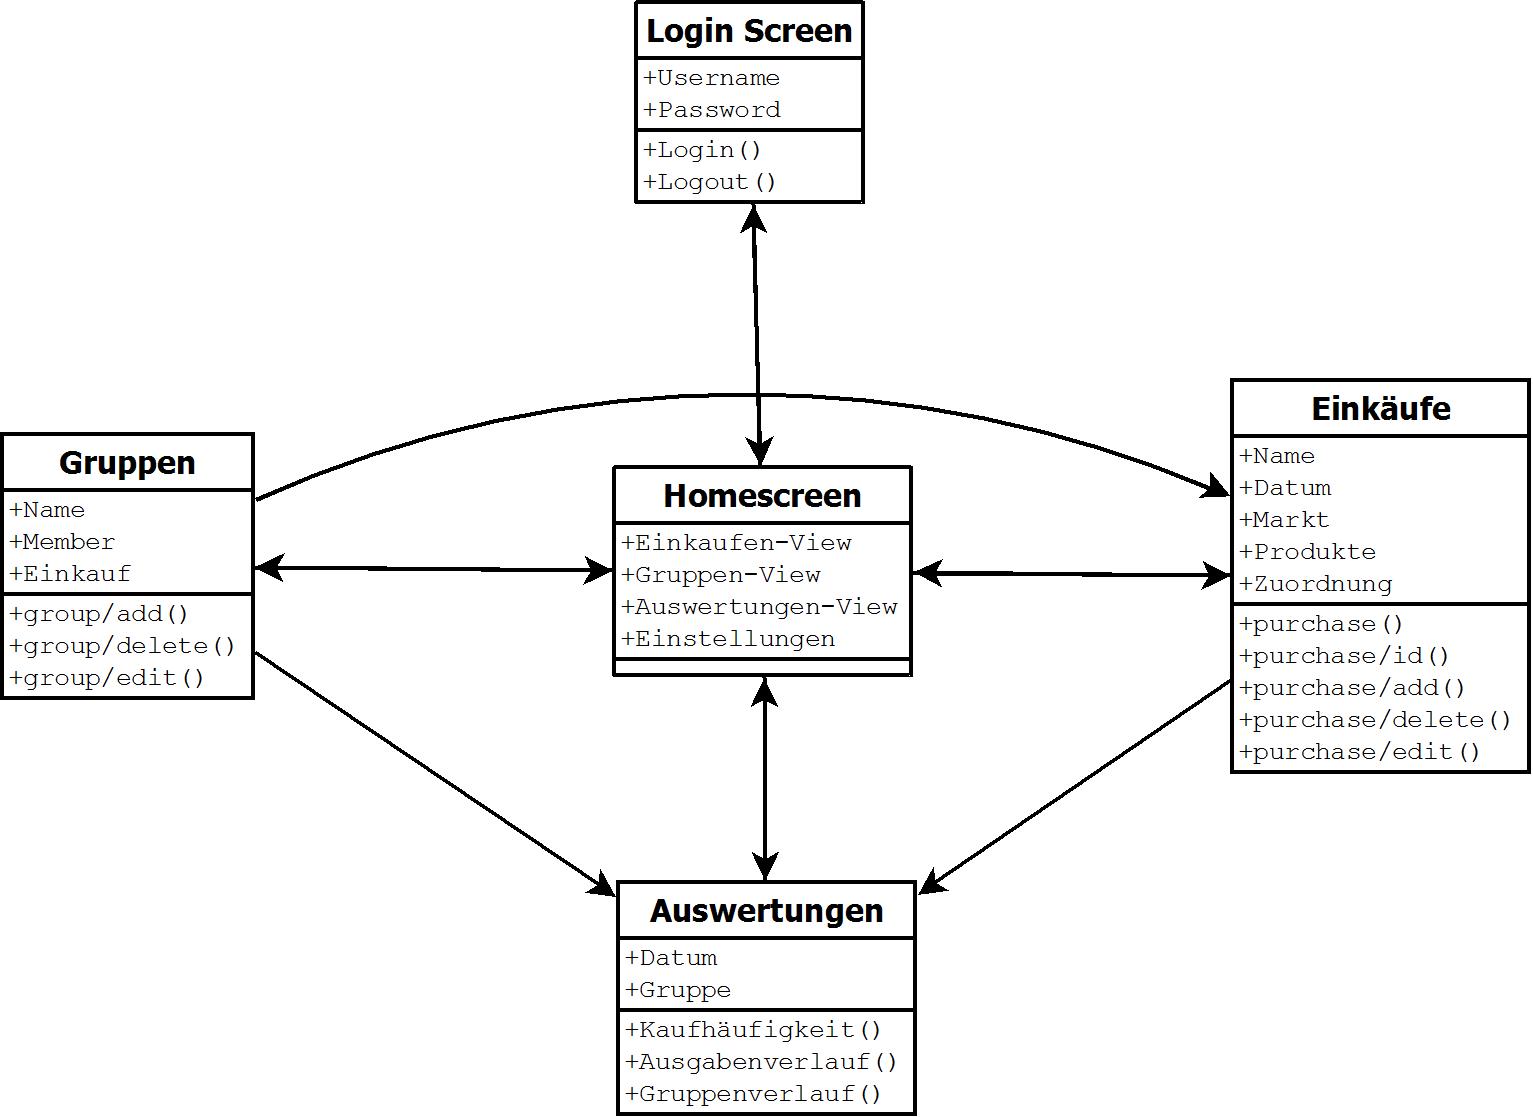 Login Screen
+Username
+Password
+Login()
+Logout()
Gruppen
+Name
+Member
+Einkauf
+group/add()
+group/delete()
+group/edit()
Homescreen
+Einkaufen-View
+Gruppen-View
+Auswertungen-View
+Einstellungen
Einkäufe
+Name
+Datum
+Markt
+Produkte
+Zuordnung
+purchase()
+purchase/id()
+purchase/add()
+purchase/delete()
+purchase/edit()
Auswertungen
+Datum
+Gruppe
+Kaufhäufigkeit()
+Ausgabenverlauf()
+Gruppenverlauf()